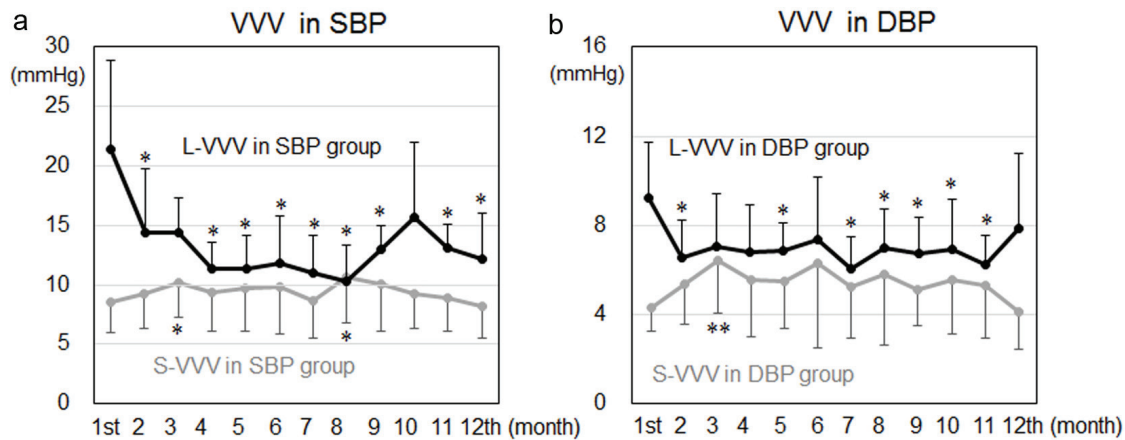 a
VVV in SBP
30
(mmHg)
25
20
15
10
5
0
L-VVV in SBP group
* * * * * * * * *
* *
S-VVV in SBP group
1st 2 3 4 5 6 7 8 9 10 11 12th (month)
b
VVV in DBP
16
(mmHg)
12
8
4
0
L-VVV in DBP group
* * * * * * *
**
S-VVV in DBP group
1st 2 3 4 5 6 7 8 9 10 11 12th (month)